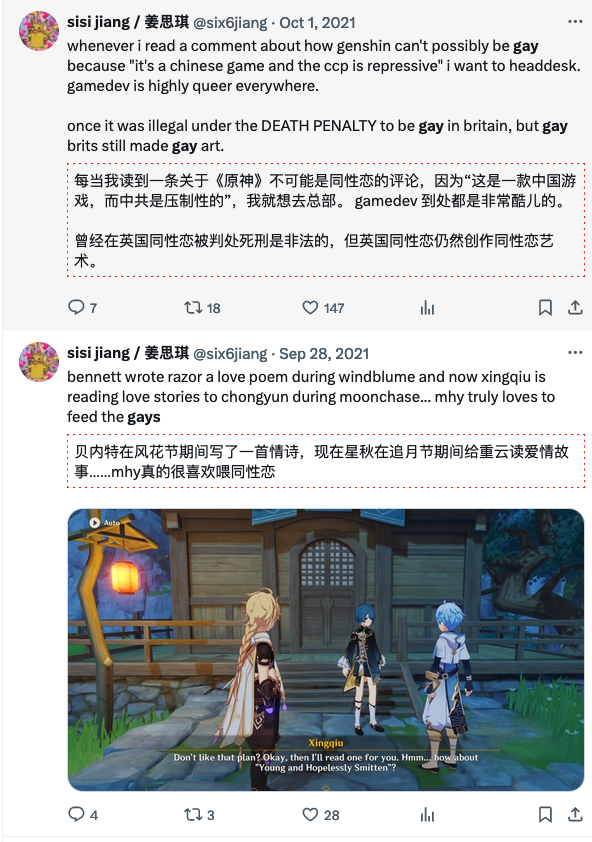 sisi jiang / 姜思琪 @six6jiang · Oct 1, 2021
whenever i read a comment about how genshin can't possibly be gay
because "it's a chinese game and the ccp is repressive" i want to headdesk.
gamedev is highly queer everywhere.
once it was illegal under the DEATH PENALTY to be gay in britain, but gay
brits still made gay art.
每当我读到一条关于《原神》不可能是同性恋的评论，因为“这是一款中国游
戏，而中共是压制性的”，我就想去总部。 gamedev 到处都是非常酷儿的。
曾经在英国同性恋被判处死刑是非法的，但英国同性恋仍然创作同性恋艺
术。
7 18 147
sisi jiang / 姜思琪 @six6jiang · Sep 28, 2021
bennett wrote razor a love poem during windblume and now xingqiu is
reading love stories to chongyun during moonchase... mhy truly loves to
feed the gays
贝内特在风花节期间写了一首情诗，现在星秋在追月节期间给重云读爱情故
事......mhy真的很喜欢喂同性恋
Auto
Xingqiu
Don't like that plan? Okay, then I'll read one for you. Hmm... how about
"Young and Hopelessly Smitten"?
4 3 28